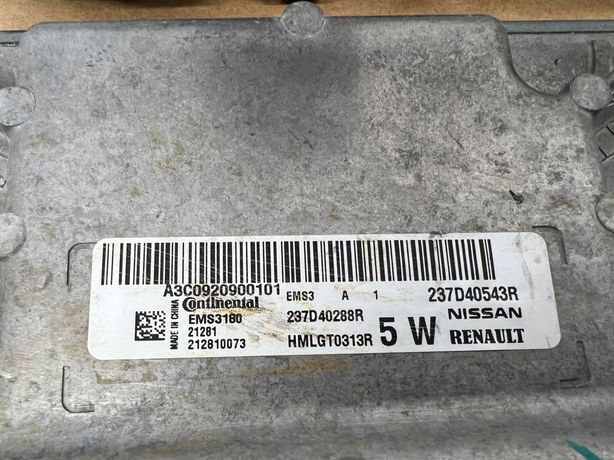 A3C0920900101 EMS3 A 1 237D40543R
MADE IN CHINA
Continental
EMS3160 237D40288R NISSAN
21281
212810073 HMLGT0313R 5 W RENAULT